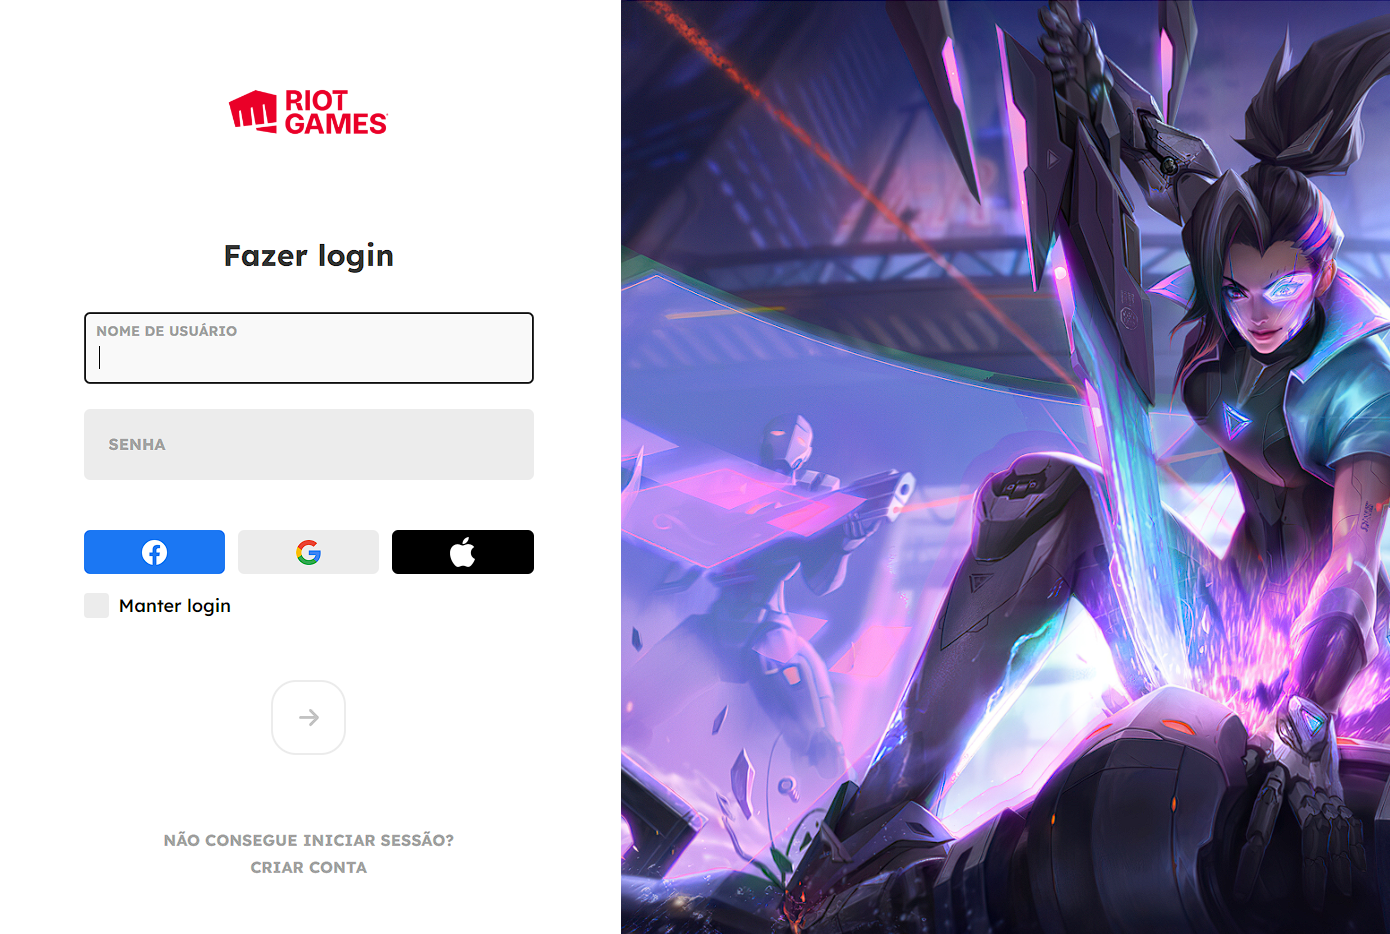 RIOT
GAMES
Fazer login
NOME DE USUÁRIO
SENHA
Manter login
NÃO CONSEGUE INICIAR SESSÃO?
CRIAR CONTA